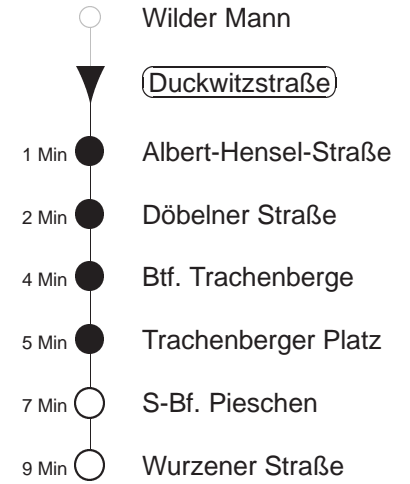 Wilder Mann
Duckwitzstraße
1 Min Albert-Hensel-Straße
2 Min Döbelner Straße
4 Min Btf. Trachenberge
5 Min Trachenberger Platz
7 Min S-Bf. Pieschen
9 Min Wurzener Straße